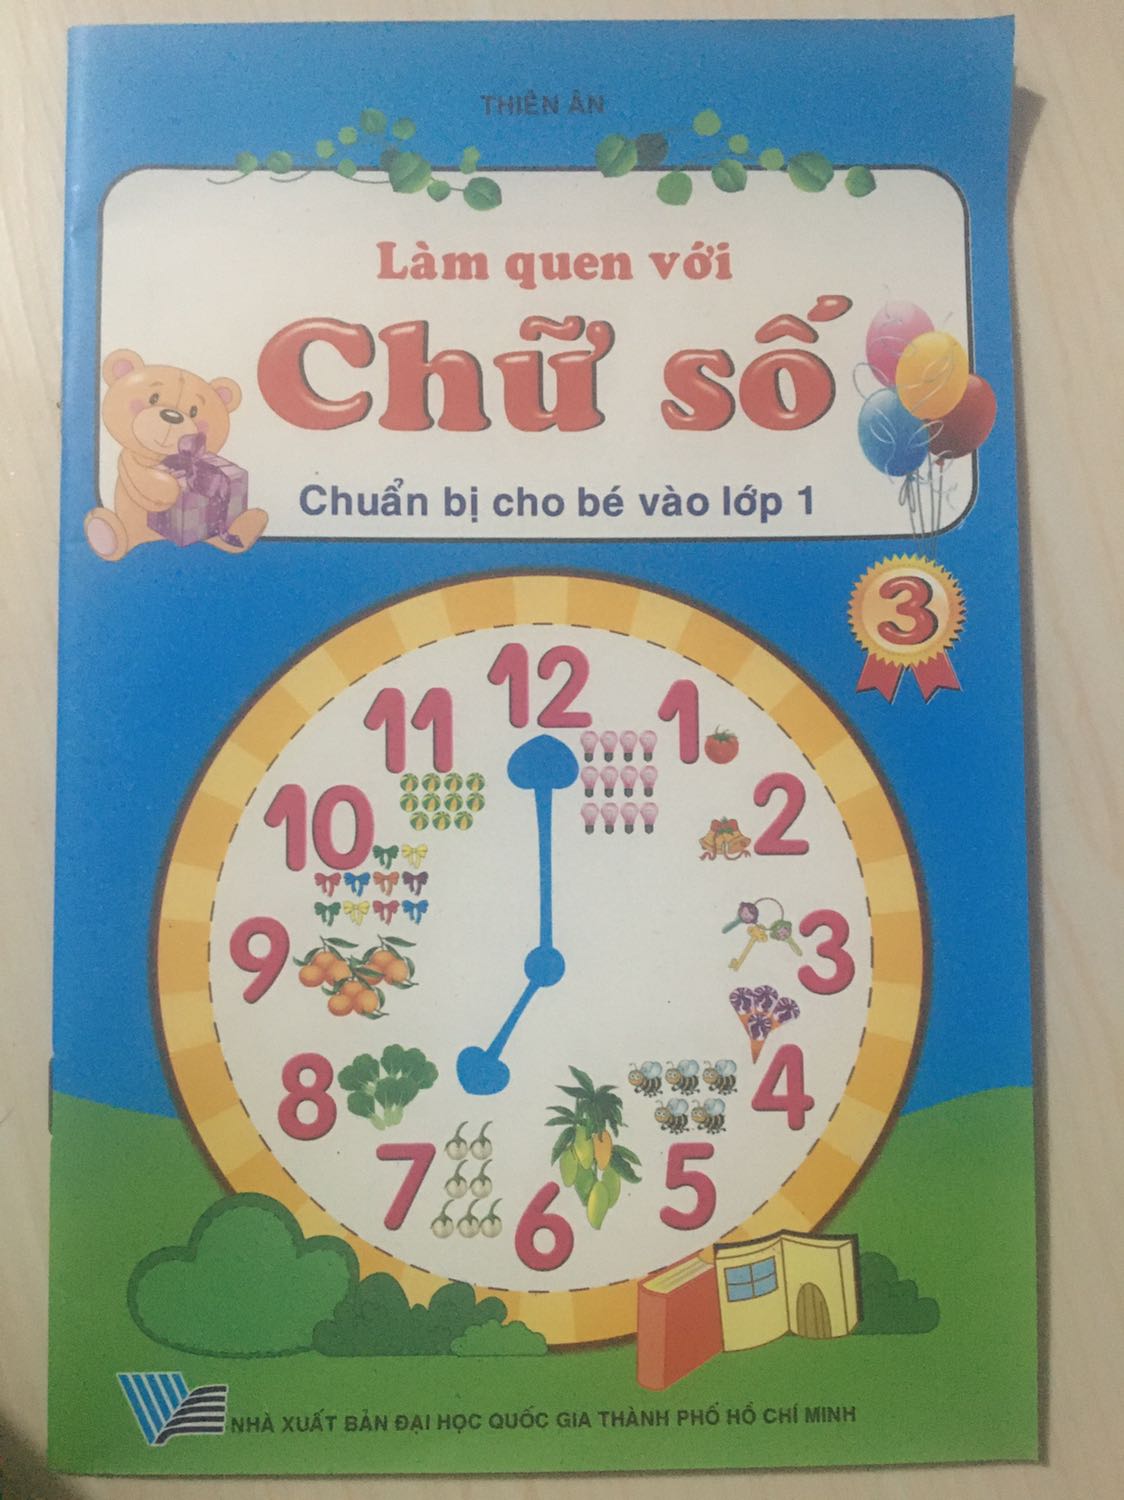 THIÊN ÂN
Làm quen với
Chữ số
Chuẩn bị cho bé vào lớp 1
3
12
11
1
10
2
9
3
8
4
7
5
6
NHÀ XUẤT BẢN ĐẠI HỌC QUỐC GIA THÀNH PHỐ HỒ CHÍ MINH